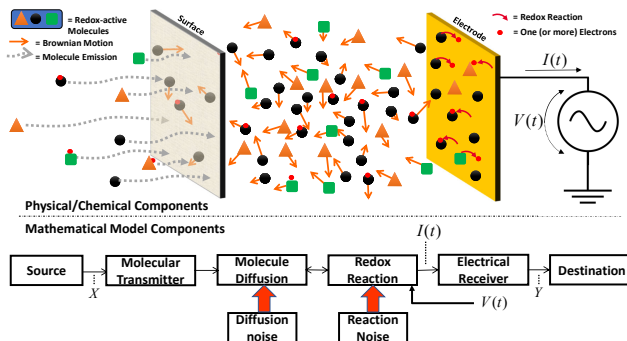 = Redox-active
Molecules
= Brownian Motion
= Molecule Emission
Surface
Electrode
= Redox Reaction
= One (or more) Electrons
I(t)
V(t)
Physical/Chemical Components
Mathematical Model Components
I(t)
Source
Molecular
Transmitter
Molecule
Diffusion
Redox
Reaction
Electrical
Receiver
Destination
X
Y
V(t)
Diffusion
noise
Reaction
Noise